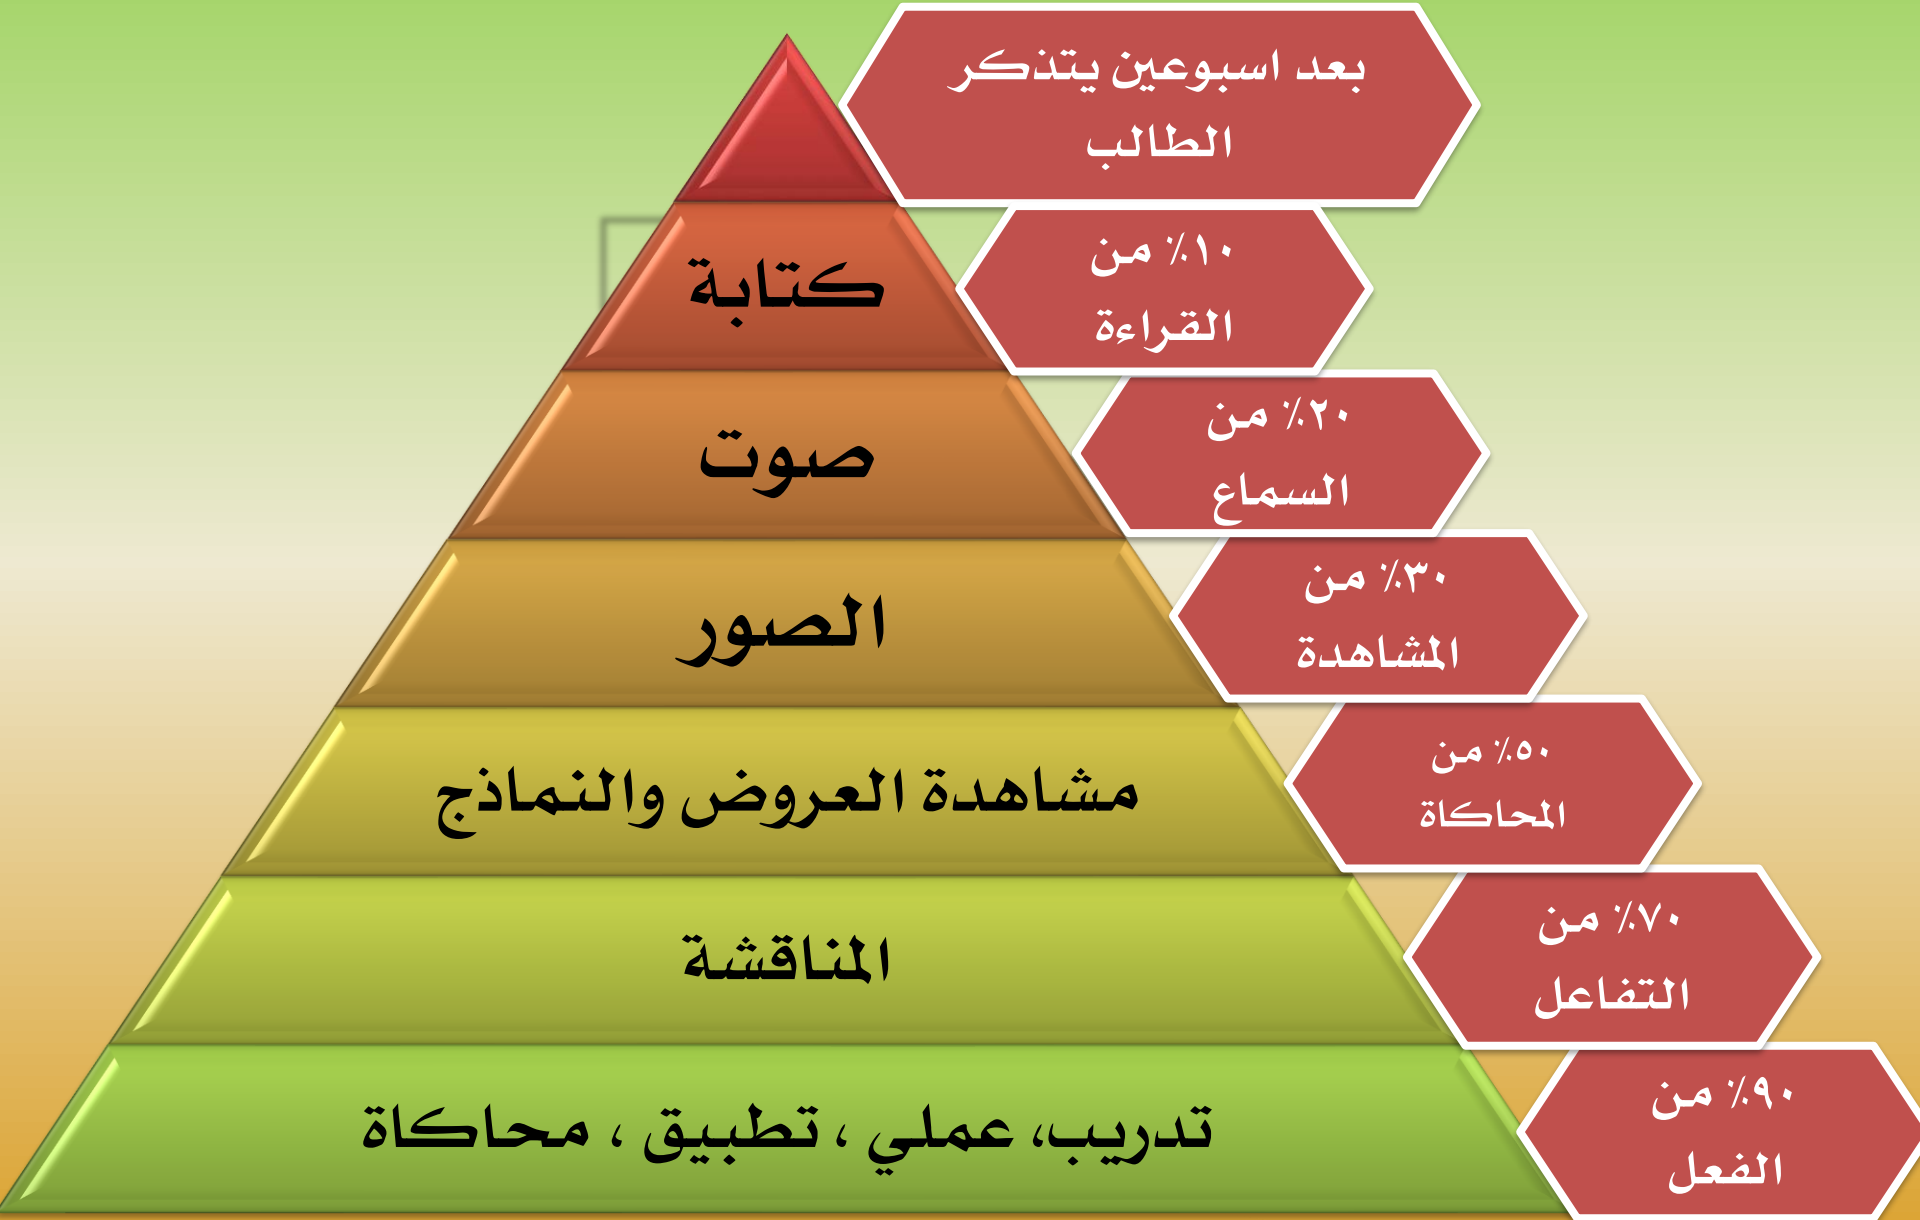 بعد اسبوعين يتذكر
الطالب
كتابة
١٠٪ من
القراءة
صوت
٢٠٪ من
السماع
الصور
٣٠٪ من
المشاهدة
مشاهدة العروض والنماذج
٥٠٪ من
المحاكاة
المناقشة
٧٠٪ من
التفاعل
تدريب، عملي ، تطبيق ، محاكاة
٩٠٪ من
الفعل